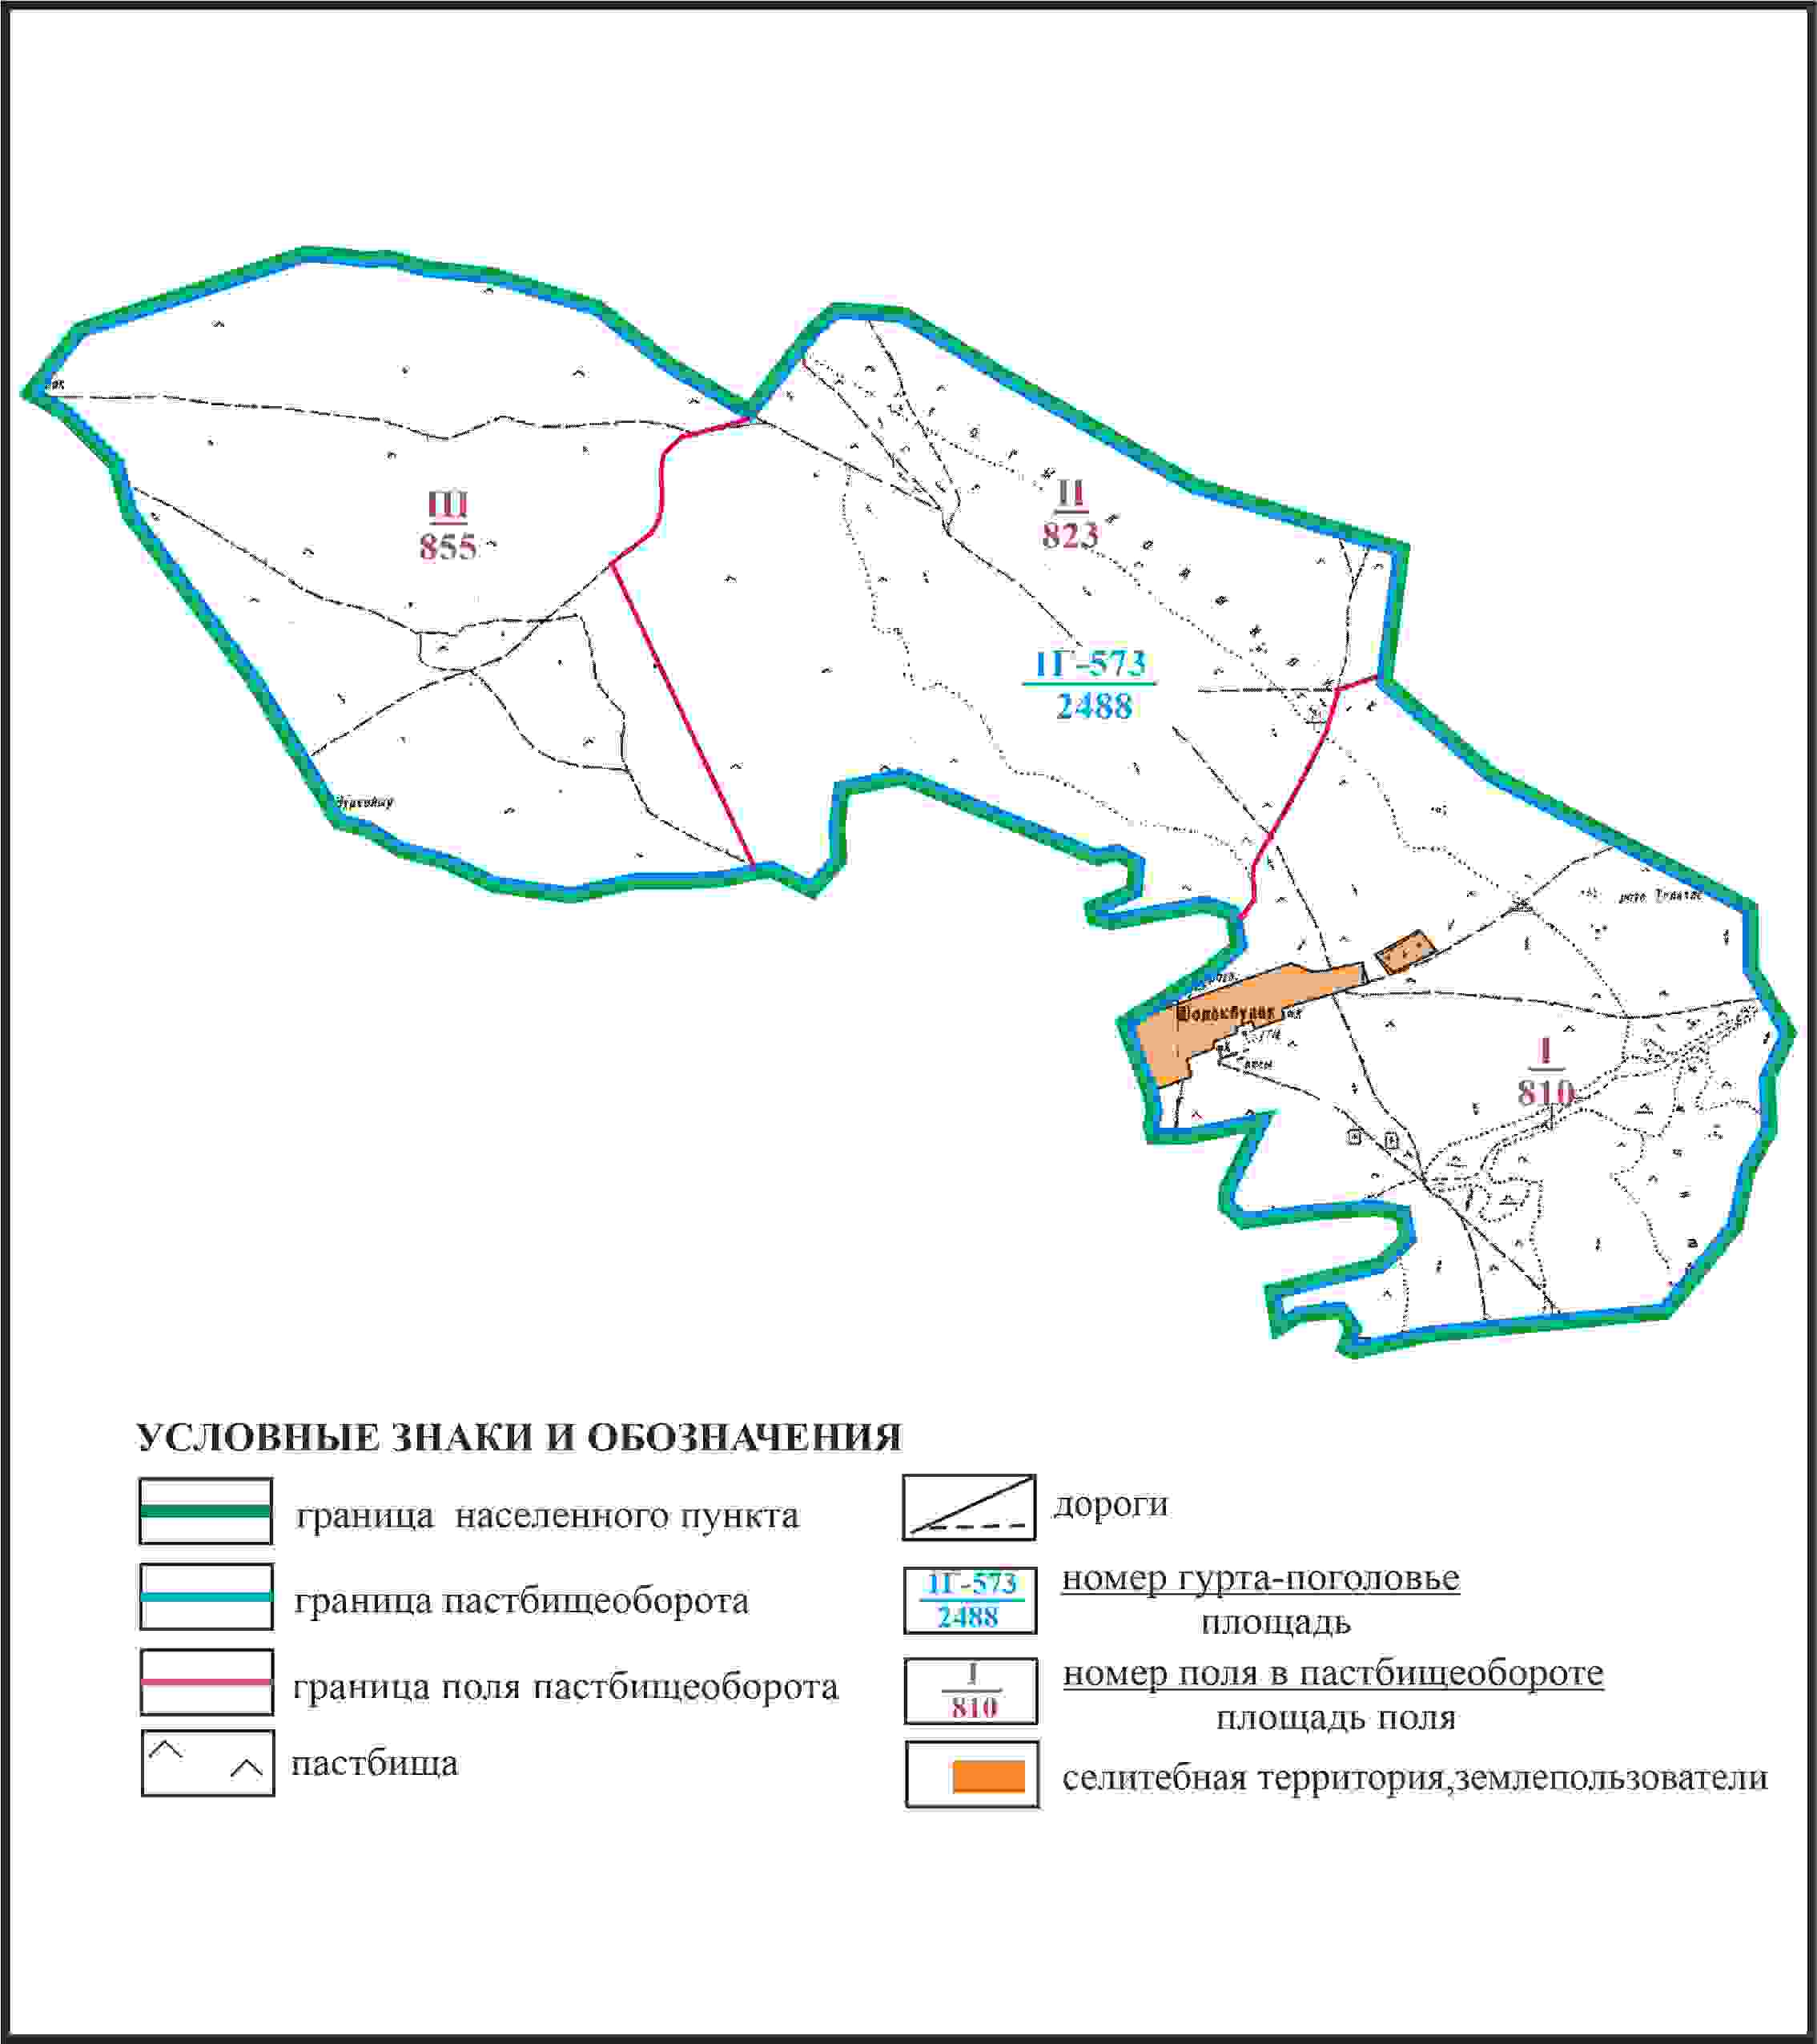 III
855
II
823
1Г-573
2488
I
810
УСЛОВНЫЕ ЗНАКИ И ОБОЗНАЧЕНИЯ
граница населенного пункта
граница пастбищеоборота
граница поля пастбищеоборота
пастбища
дороги
1Г-573
2488
номер гурта-поголовье
площадь
I
810
номер поля в пастбищеобороте
площадь поля
селитебная территория,землепользователи